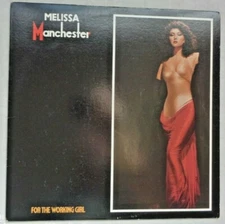 MELISSA
Manchester
FOR THE WORKING GIRL